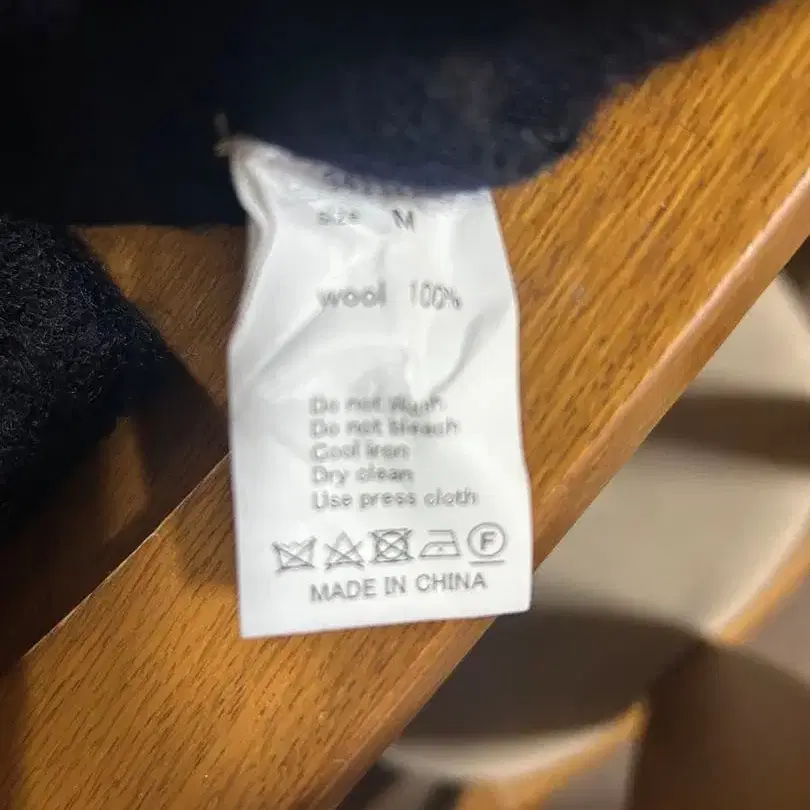 size M
wool 100%
Do not wash
Do not bleach
Cool iron
Dry clean
Use press cloth
F
MADE IN CHINA